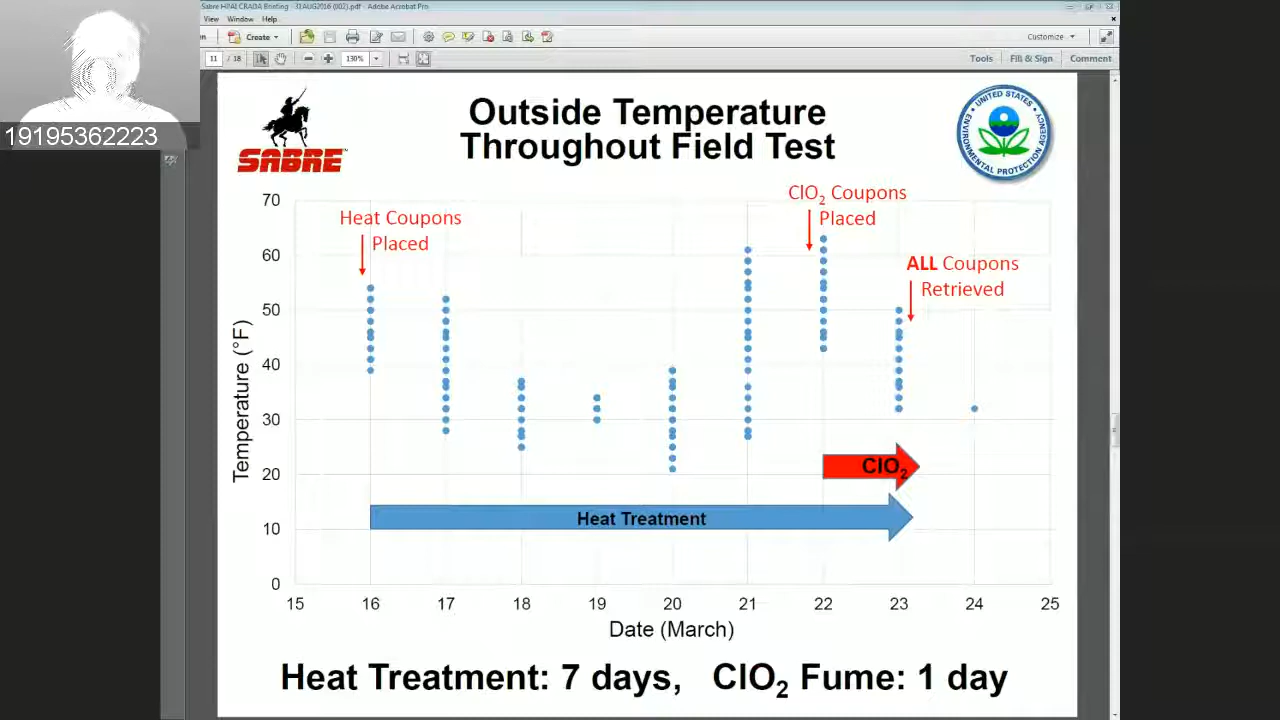 Sabre HPAI CRADA Briefing - 31AUG2016 (002).pdf - Adobe Acrobat Pro
View Window Help
Create
Customize
11 / 18
130%
Tools Fill & Sign Comment
19195362223
SABRE
Outside Temperature
Throughout Field Test
UNITED STATES
ENVIRONMENTAL PROTECTION AGENCY
70
60
50
40
30
20
10
0
Temperature (°F)
Heat Coupons
Placed
ClO₂ Coupons
Placed
ALL Coupons
Retrieved
ClO₂
Heat Treatment
15 16 17 18 19 20 21 22 23 24 25
Date (March)
Heat Treatment: 7 days, ClO₂ Fume: 1 day